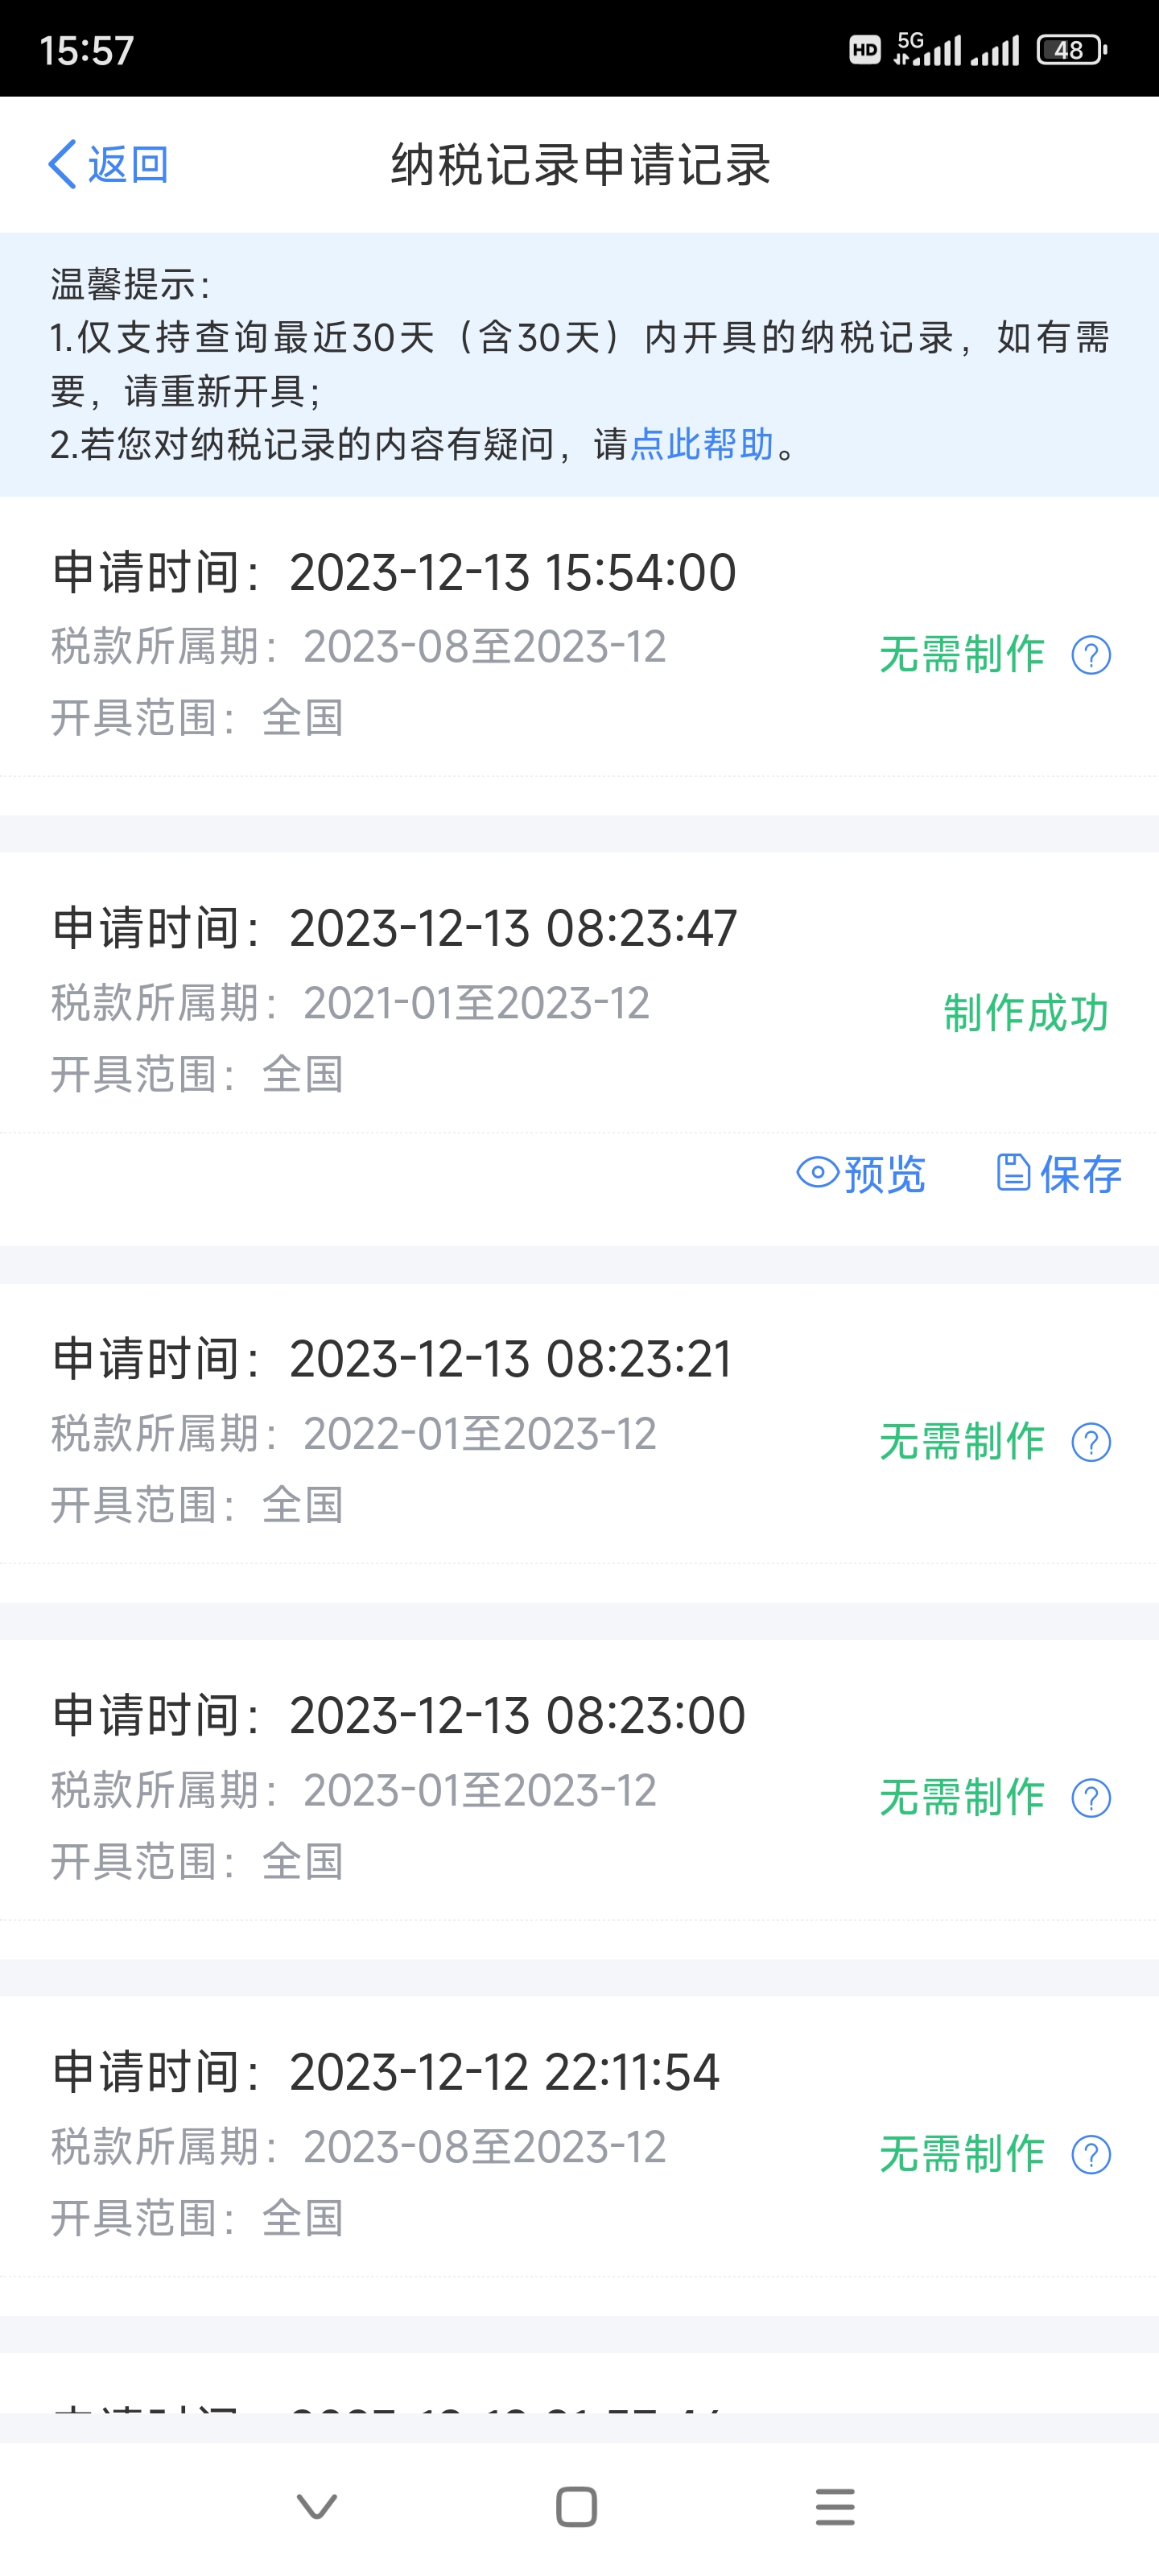 15:57
HD 5G 48
返回
纳税记录申请记录
温馨提示：
1.仅支持查询最近30天（含30天）内开具的纳税记录，如有需
要，请重新开具；
2.若您对纳税记录的内容有疑问，请点此帮助。
申请时间：2023-12-13 15:54:00
税款所属期：2023-08至2023-12
无需制作 ?
开具范围：全国
申请时间：2023-12-13 08:23:47
税款所属期：2021-01至2023-12
制作成功
开具范围：全国
预览 保存
申请时间：2023-12-13 08:23:21
税款所属期：2022-01至2023-12
无需制作 ?
开具范围：全国
申请时间：2023-12-13 08:23:00
税款所属期：2023-01至2023-12
无需制作 ?
开具范围：全国
申请时间：2023-12-12 22:11:54
税款所属期：2023-08至2023-12
无需制作 ?
开具范围：全国